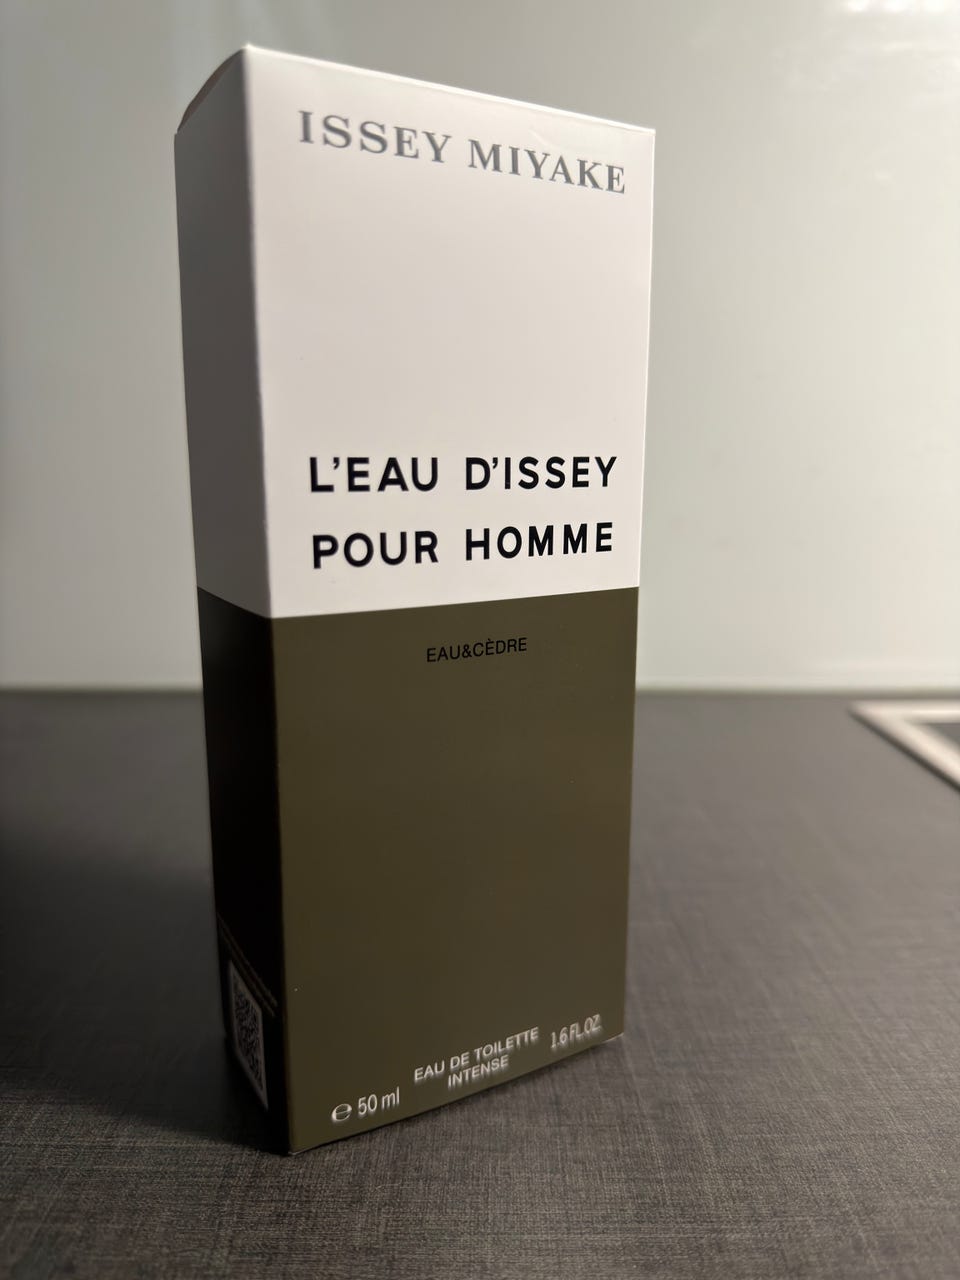 ISSEY MIYAKE
L'EAU D'ISSEY
POUR HOMME
EAU&CÈDRE
℮ 50 ml
EAU DE TOILETTE
INTENSE
1.6 FL.OZ.